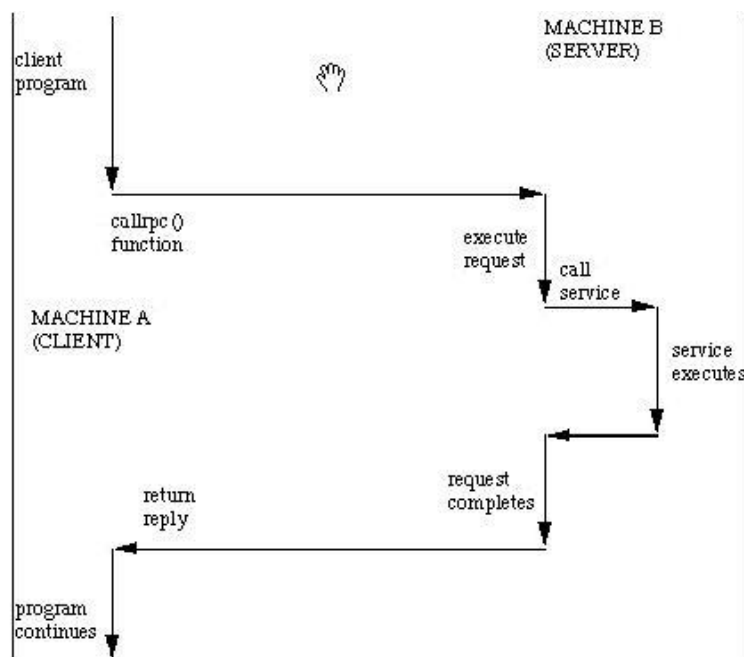 MACHINE B
(SERVER)
client
program
callrpc()
function
execute
request
call
service
MACHINE A
(CLIENT)
service
executes
request
completes
return
reply
program
continues